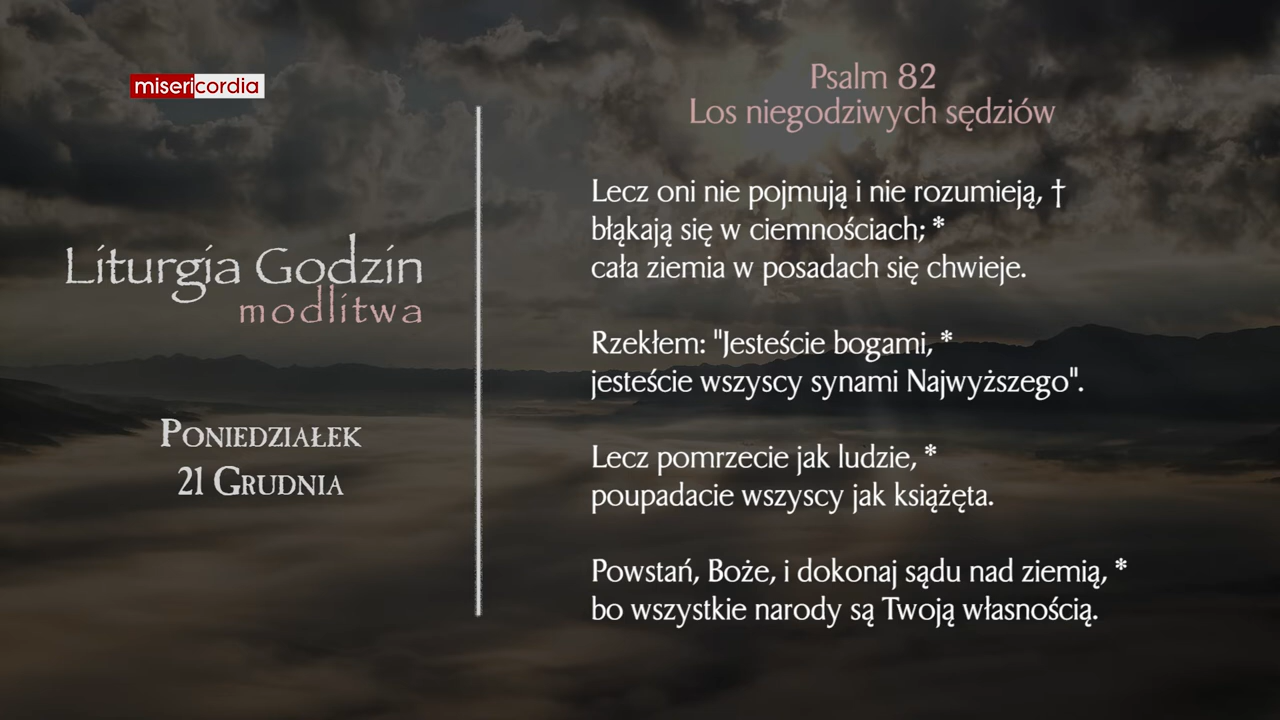 misericordia
Liturgia Godzin
modlitwa
Poniedziałek
21 Grudnia
Psalm 82
Los niegodziwych sędziów
Lecz oni nie pojmują i nie rozumieją, †
błąkają się w ciemnościach; *
cała ziemia w posadach się chwieje.
Rzekłem: "Jesteście bogami, *
jesteście wszyscy synami Najwyższego".
Lecz pomrzecie jak ludzie, *
poupadacie wszyscy jak książęta.
Powstań, Boże, i dokonaj sądu nad ziemią, *
bo wszystkie narody są Twoją własnością.